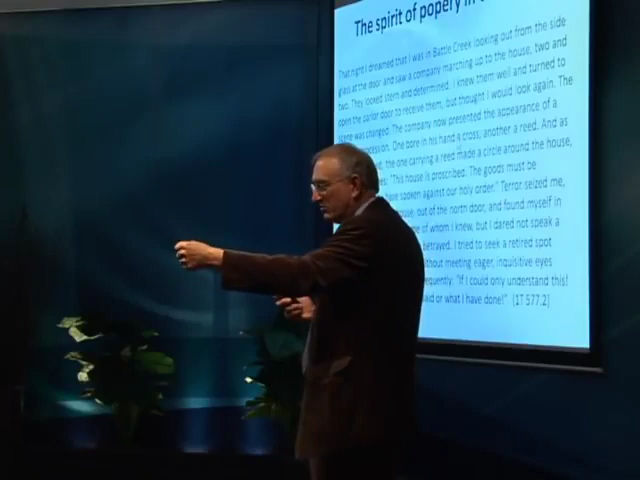 The spirit of popery in
That night I dreamed that I was in Battle Creek looking out from the side
glass at the door and saw a company marching up to the house, two and
two. They looked stern and determined. I knew them well and turned to
open the parlor door to receive them, but thought I would look again. The
scene was changed. The company now presented the appearance of a
procession. One bore in his hand a cross, another a reed. And as
the one carrying a reed made a circle around the house,
"This house is proscribed. The goods must be
have spoken against our holy order." Terror seized me,
house, out of the north door, and found myself in
of whom I knew, but I dared not speak a
betrayed. I tried to seek a retired spot
without meeting eager, inquisitive eyes
equently: "If I could only understand this!
said or what I have done!" [1T 577.2]